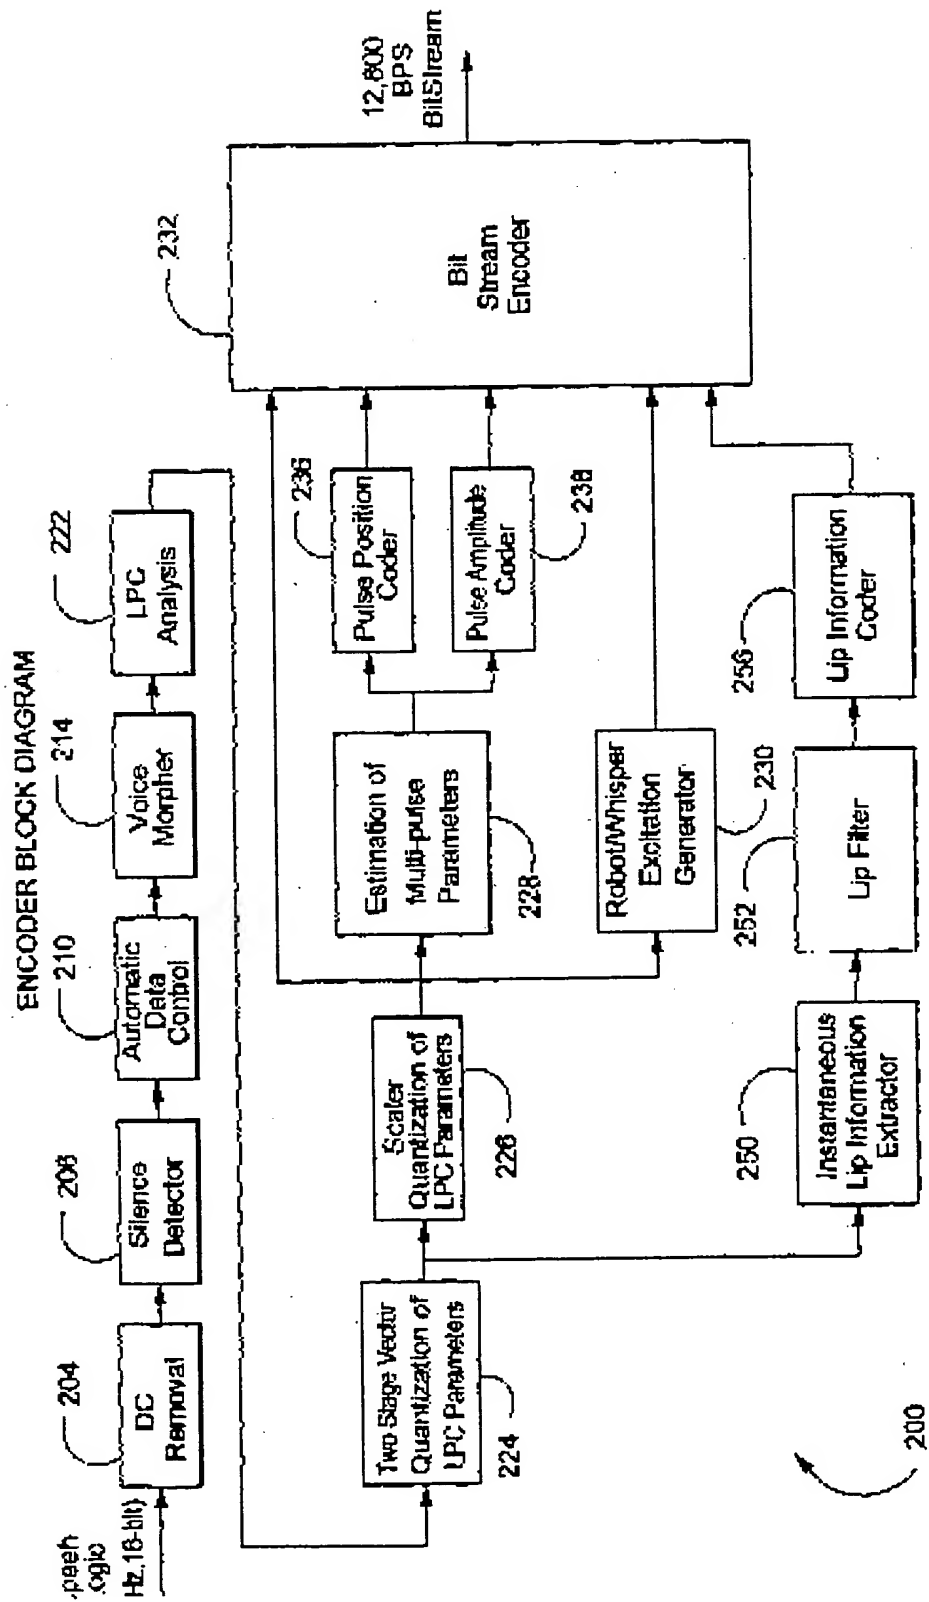 ENCODER BLOCK DIAGRAM
204
206
210
214
222
DC
Removal
Silence
Detector
Automatic
Data
Control
Voice
Morpher
LPC
Analysis
Hz,16-bit)
232
236
Pulse Position
Coder
Pulse Amplitude
Coder
238
Bit
Stream
Encoder
12,800
BPS
BitStream
Two Stage Vector
Quantization of
LPC Parameters
224
Scaler
Quantization of
LPC Parameters
226
Estimation of
Multi-pulse
Parameters
228
Robot/Whisper
Excitation
Generator
230
250
Instantaneous
Lip Information
Extractor
252
Lip Filter
256
Lip Information
Coder
200